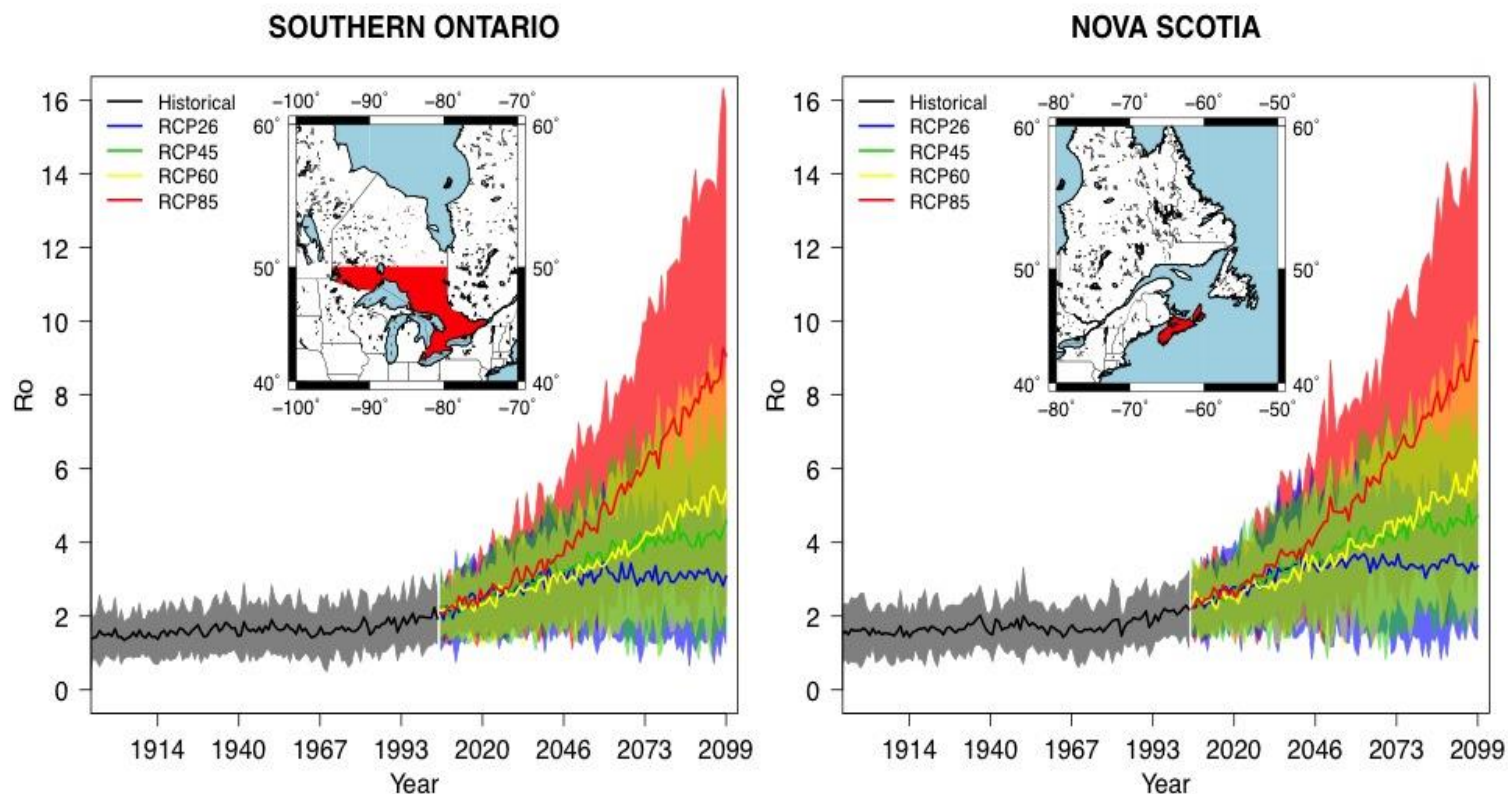 SOUTHERN ONTARIO
16
14
12
10
8
6
4
2
0
Ro
Historical
RCP26
RCP45
RCP60
RCP85
−100˚ −90˚ −80˚ −70˚
60˚ 60˚
50˚ 50˚
40˚ 40˚
−100˚ −90˚ −80˚ −70˚
1914 1940 1967 1993 2020 2046 2073 2099
Year
NOVA SCOTIA
16
14
12
10
8
6
4
2
0
Ro
Historical
RCP26
RCP45
RCP60
RCP85
−80˚ −70˚ −60˚ −50˚
60˚ 60˚
50˚ 50˚
40˚ 40˚
−80˚ −70˚ −60˚ −50˚
1914 1940 1967 1993 2020 2046 2073 2099
Year